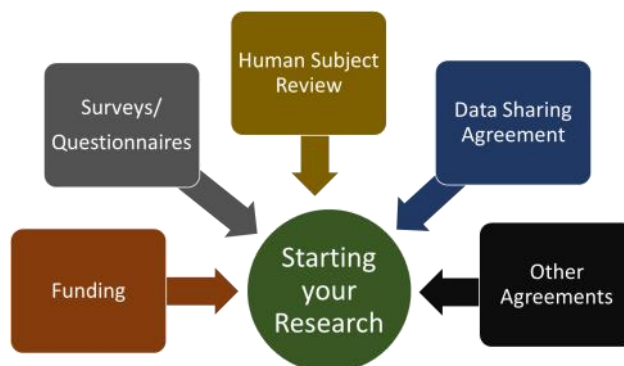 Human Subject
Review
Surveys/
Questionnaires
Data Sharing
Agreement
Funding
Starting
your
Research
Other
Agreements